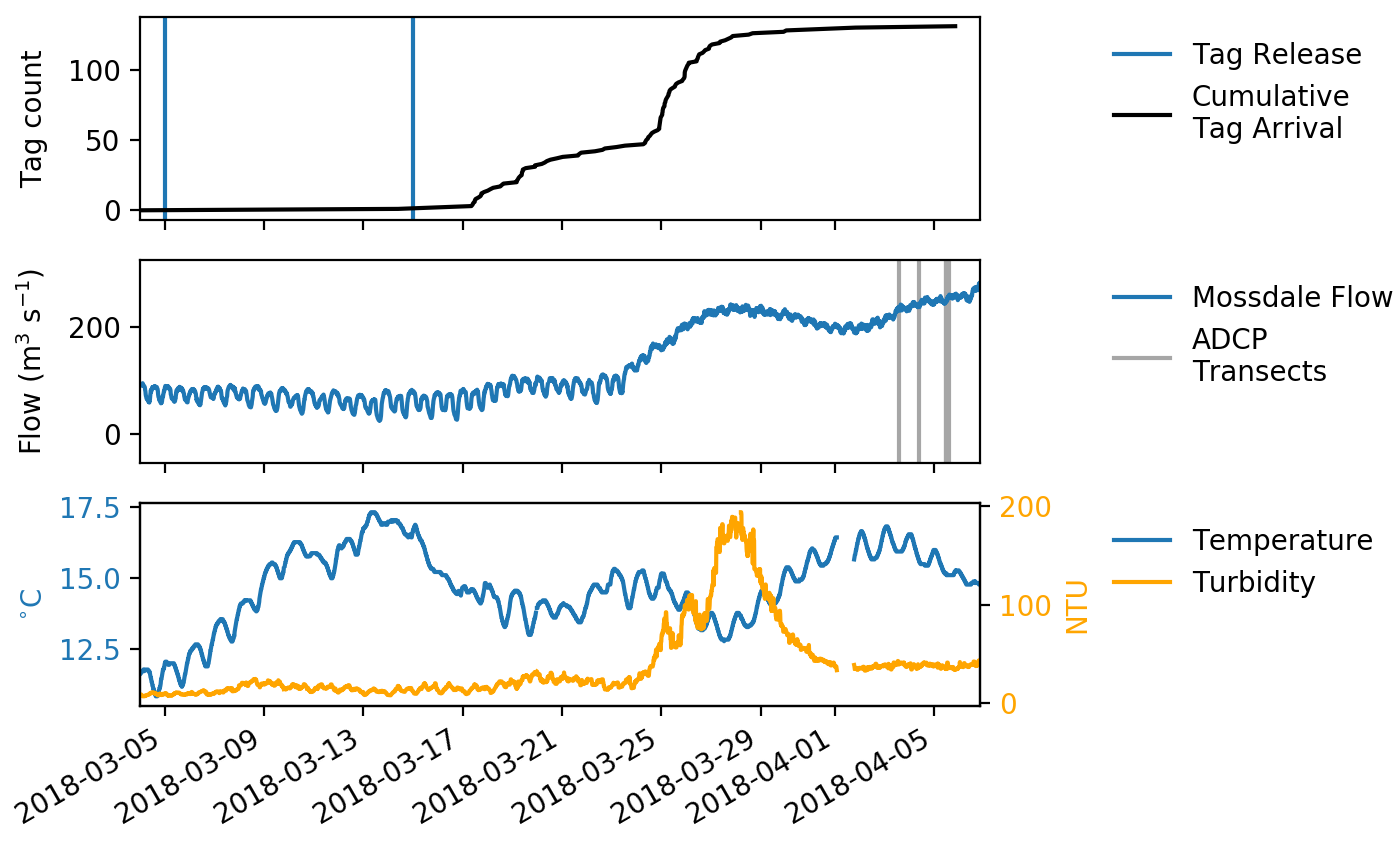 Tag count
100
50
0
Tag Release
Cumulative
Tag Arrival
Flow (m³ s⁻¹)
200
0
Mossdale Flow
ADCP
Transects
°C
17.5
15.0
12.5
200
100
0
NTU
Temperature
Turbidity
2018-03-05
2018-03-09
2018-03-13
2018-03-17
2018-03-21
2018-03-25
2018-03-29
2018-04-01
2018-04-05